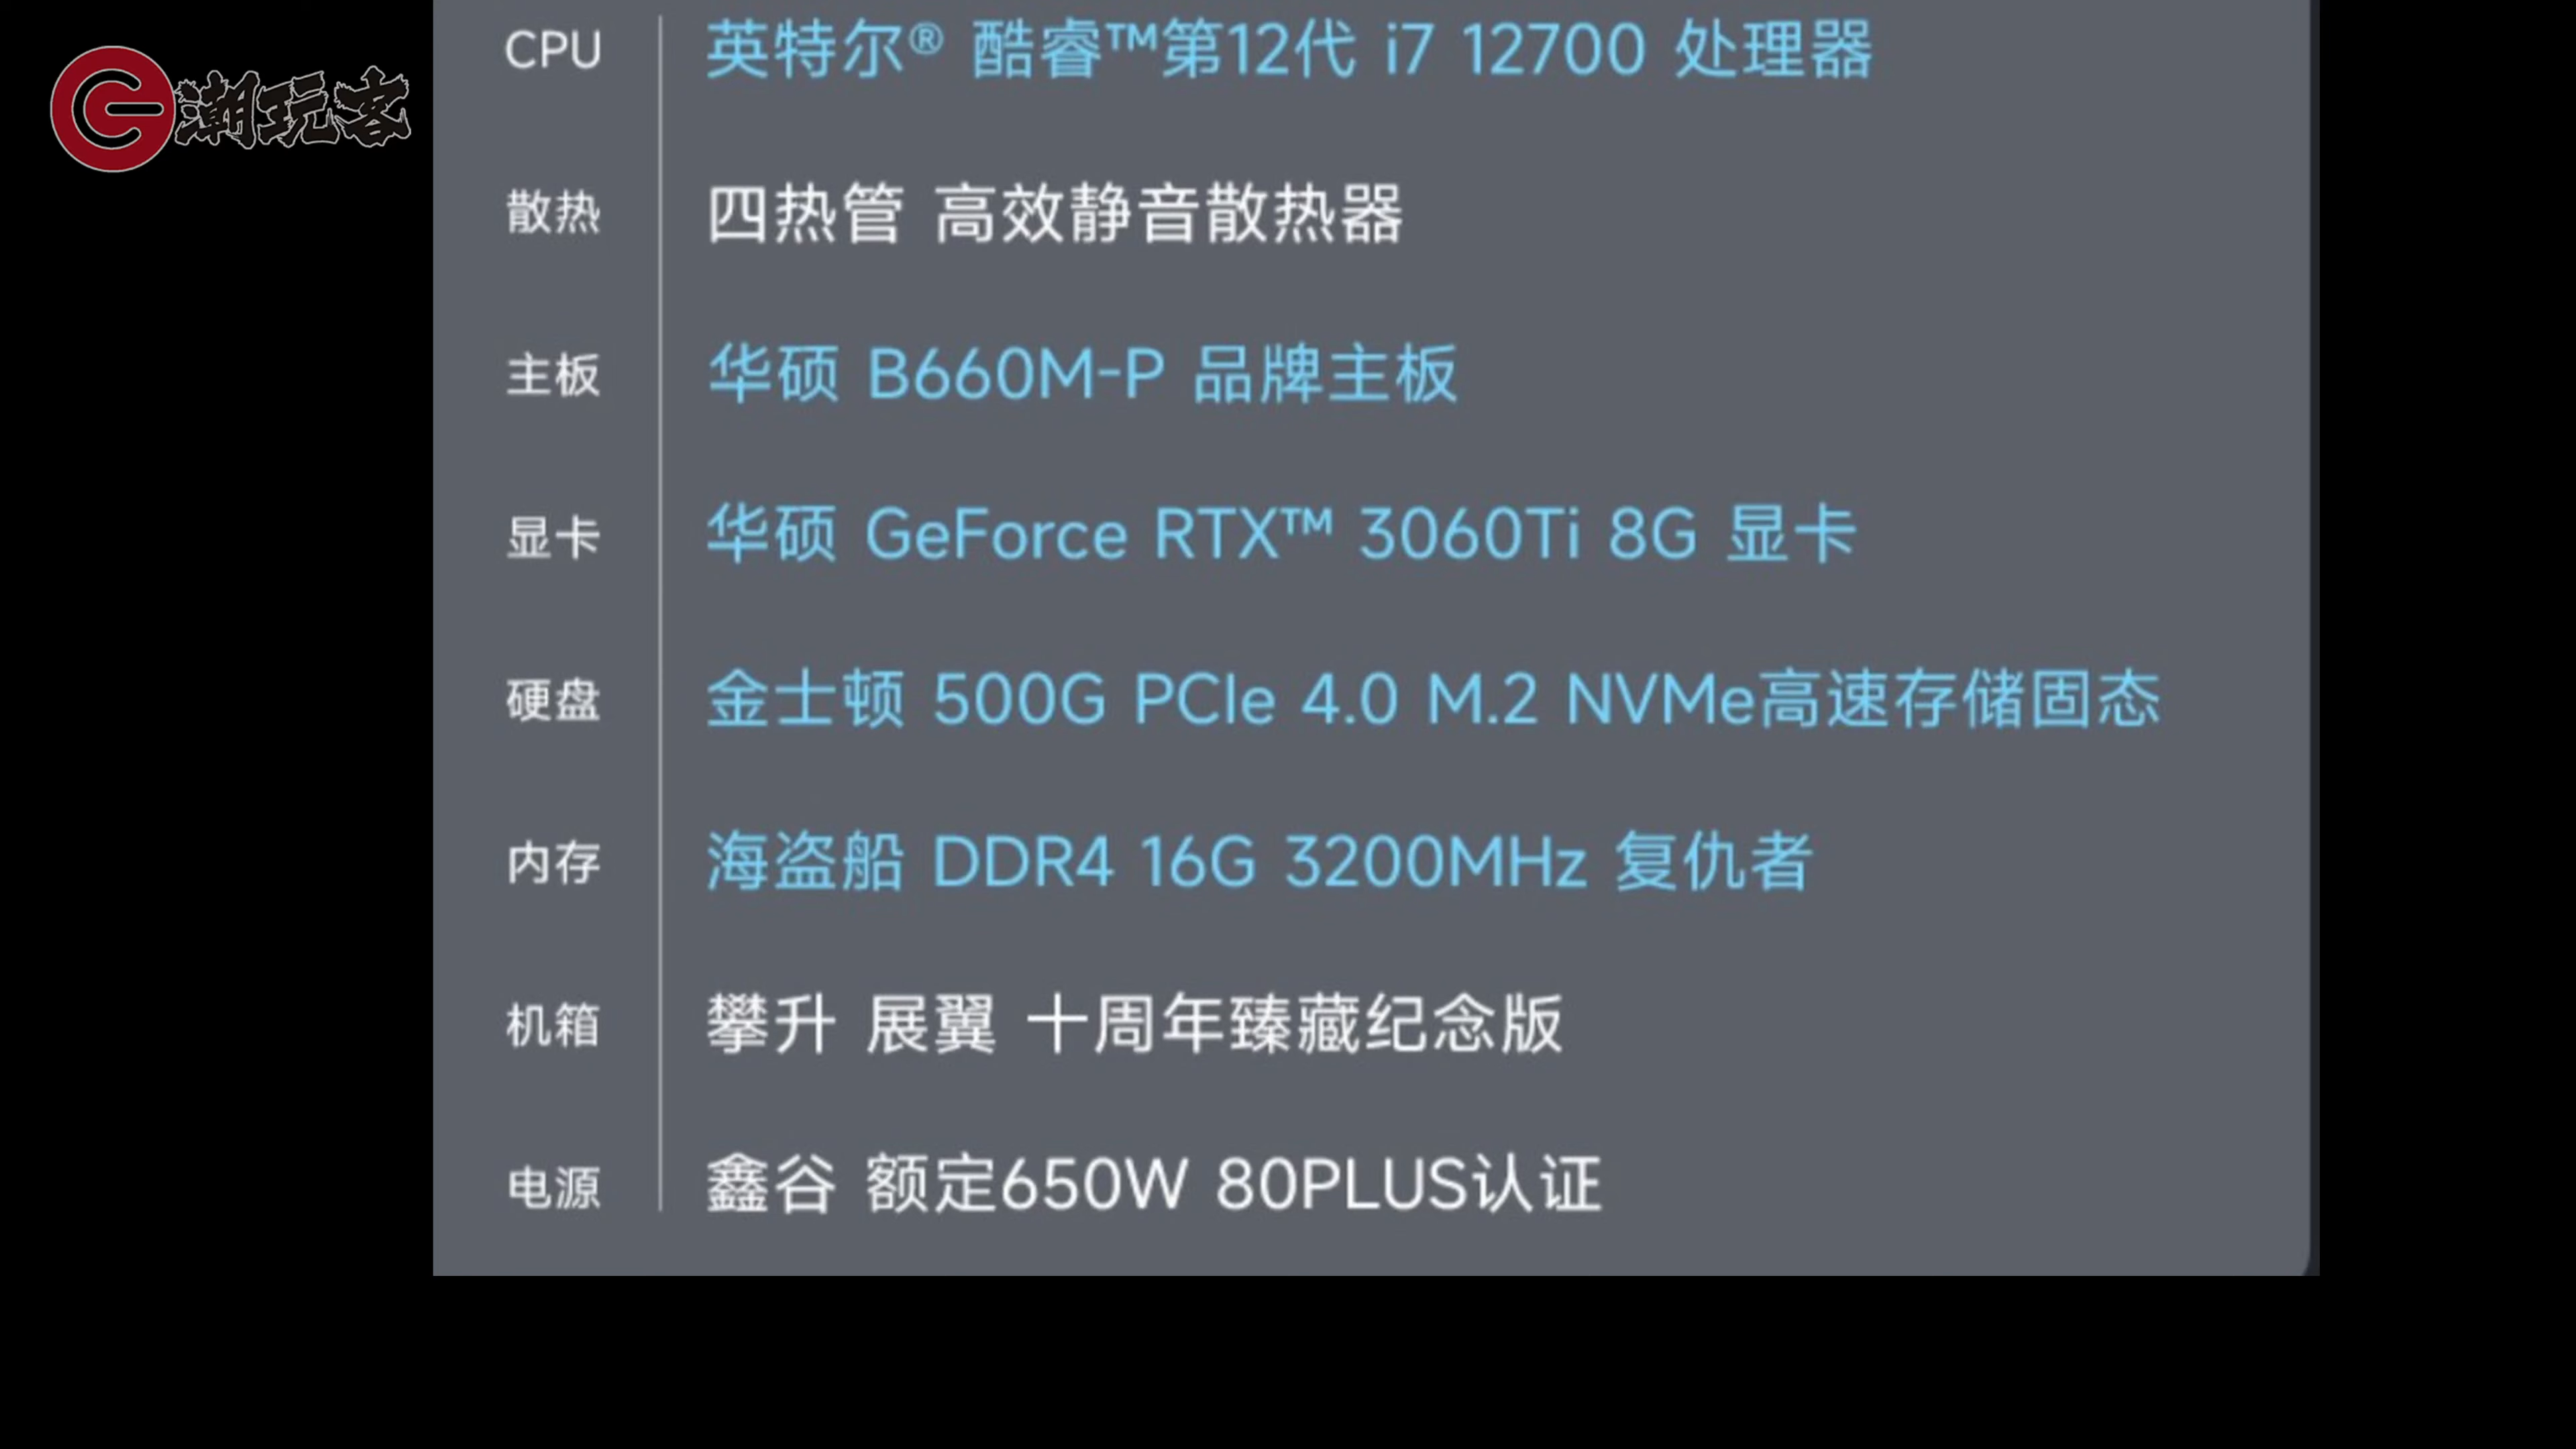 潮玩客
CPU 英特尔® 酷睿™第12代 i7 12700 处理器
散热 四热管 高效静音散热器
主板 华硕 B660M-P 品牌主板
显卡 华硕 GeForce RTX™ 3060Ti 8G 显卡
硬盘 金士顿 500G PCIe 4.0 M.2 NVMe高速存储固态
内存 海盗船 DDR4 16G 3200MHz 复仇者
机箱 攀升 展翼 十周年臻藏纪念版
电源 鑫谷 额定650W 80PLUS认证